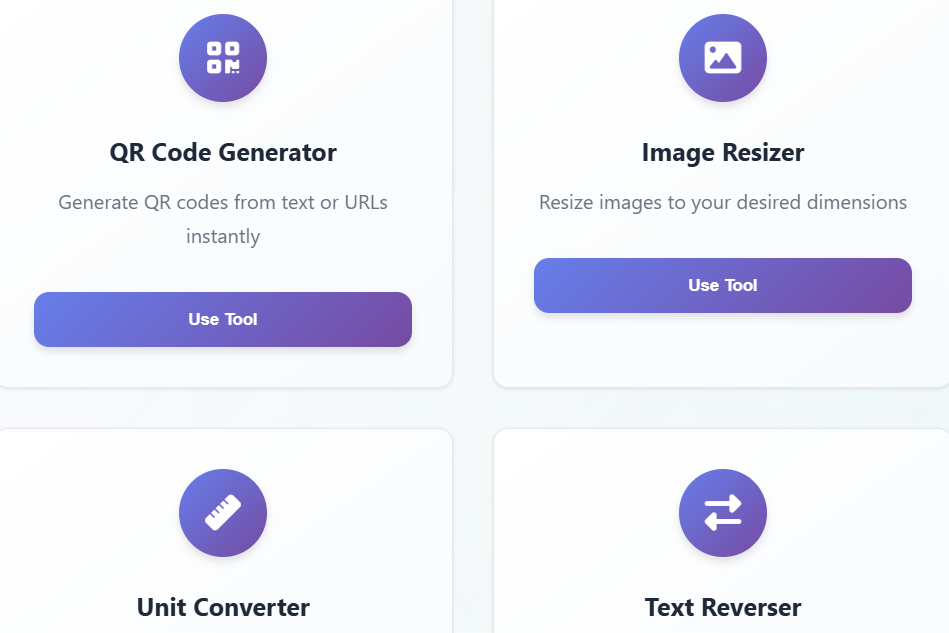 QR Code Generator
Generate QR codes from text or URLs
instantly
Use Tool
Image Resizer
Resize images to your desired dimensions
Use Tool
Unit Converter
Text Reverser